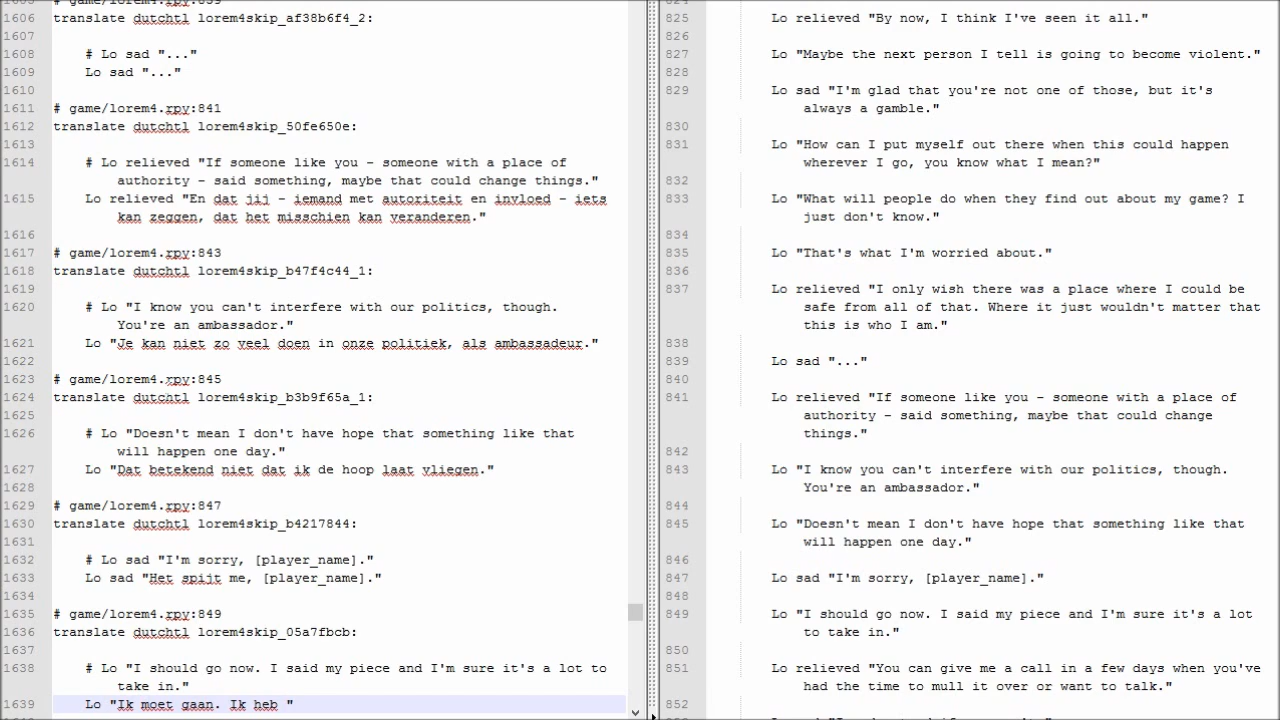 1606 translate dutchtl lorem4skip_af38b6f4_2:
1607
1608 # Lo sad "..."
1609 Lo sad "..."
1610
1611 # game/lorem4.rpy:841
1612 translate dutchtl lorem4skip_50fe650e:
1613
1614 # Lo relieved "If someone like you - someone with a place of
authority - said something, maybe that could change things."
1615 Lo relieved "En dat jij - iemand met autoriteit en invloed - iets
kan zeggen, dat het misschien kan veranderen."
1616
1617 # game/lorem4.rpy:843
1618 translate dutchtl lorem4skip_b47f4c44_1:
1619
1620 # Lo "I know you can't interfere with our politics, though.
You're an ambassador."
1621 Lo "Je kan niet zo veel doen in onze politiek, als ambassadeur."
1622
1623 # game/lorem4.rpy:845
1624 translate dutchtl lorem4skip_b3b9f65a_1:
1625
1626 # Lo "Doesn't mean I don't have hope that something like that
will happen one day."
1627 Lo "Dat betekend niet dat ik de hoop laat vliegen."
1628
1629 # game/lorem4.rpy:847
1630 translate dutchtl lorem4skip_b4217844:
1631
1632 # Lo sad "I'm sorry, [player_name]."
1633 Lo sad "Het spijt me, [player_name]."
1634
1635 # game/lorem4.rpy:849
1636 translate dutchtl lorem4skip_05a7fbcb:
1637
1638 # Lo "I should go now. I said my piece and I'm sure it's a lot to
take in."
1639 Lo "Ik moet gaan. Ik heb "
825 Lo relieved "By now, I think I've seen it all."
826
827 Lo "Maybe the next person I tell is going to become violent."
828
829 Lo sad "I'm glad that you're not one of those, but it's
always a gamble."
830
831 Lo "How can I put myself out there when this could happen
wherever I go, you know what I mean?"
832
833 Lo "What will people do when they find out about my game? I
just don't know."
834
835 Lo "That's what I'm worried about."
836
837 Lo relieved "I only wish there was a place where I could be
safe from all of that. Where it just wouldn't matter that
this is who I am."
838
839 Lo sad "..."
840
841 Lo relieved "If someone like you - someone with a place of
authority - said something, maybe that could change
things."
842
843 Lo "I know you can't interfere with our politics, though.
You're an ambassador."
844
845 Lo "Doesn't mean I don't have hope that something like that
will happen one day."
846
847 Lo sad "I'm sorry, [player_name]."
848
849 Lo "I should go now. I said my piece and I'm sure it's a lot
to take in."
850
851 Lo relieved "You can give me a call in a few days when you've
had the time to mull it over or want to talk."
852